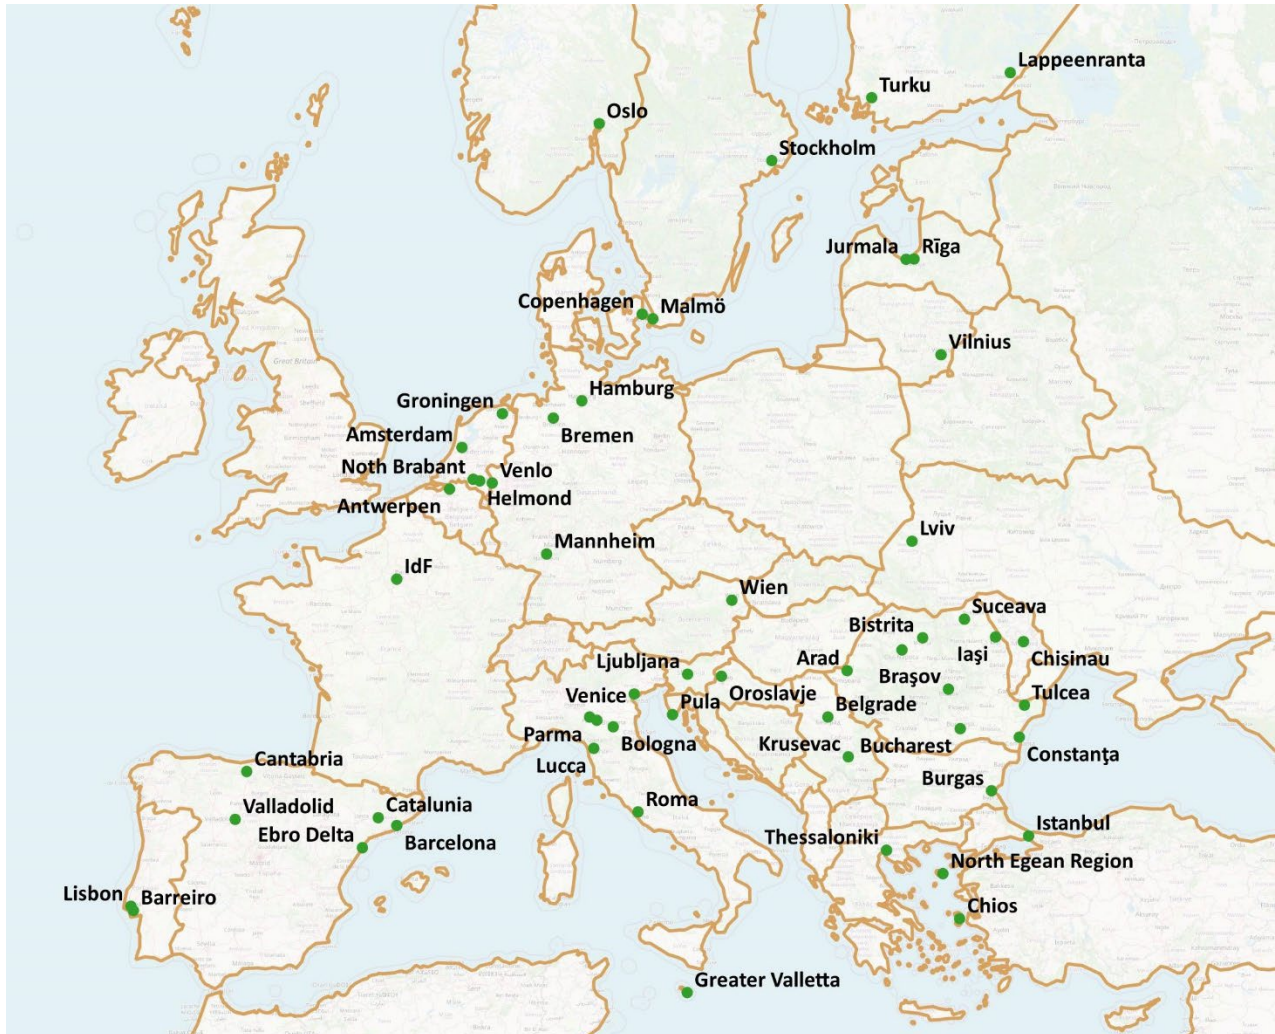 Lappeenranta
Turku
Oslo
Stockholm
Jurmala
Rīga
Copenhagen
Malmö
Vilnius
Hamburg
Groningen
Bremen
Amsterdam
Noth Brabant
Venlo
Helmond
Antwerpen
Lviv
Mannheim
IdF
Wien
Suceava
Bistrita
Iaşi
Chisinau
Ljubljana
Arad
Oroslavje
Braşov
Tulcea
Venice
Pula
Belgrade
Parma
Bologna
Krusevac
Bucharest
Constanţa
Lucca
Cantabria
Burgas
Roma
Valladolid
Catalunia
Ebro Delta
Barcelona
Istanbul
Thessaloniki
North Egean Region
Lisbon
Barreiro
Chios
Greater Valletta